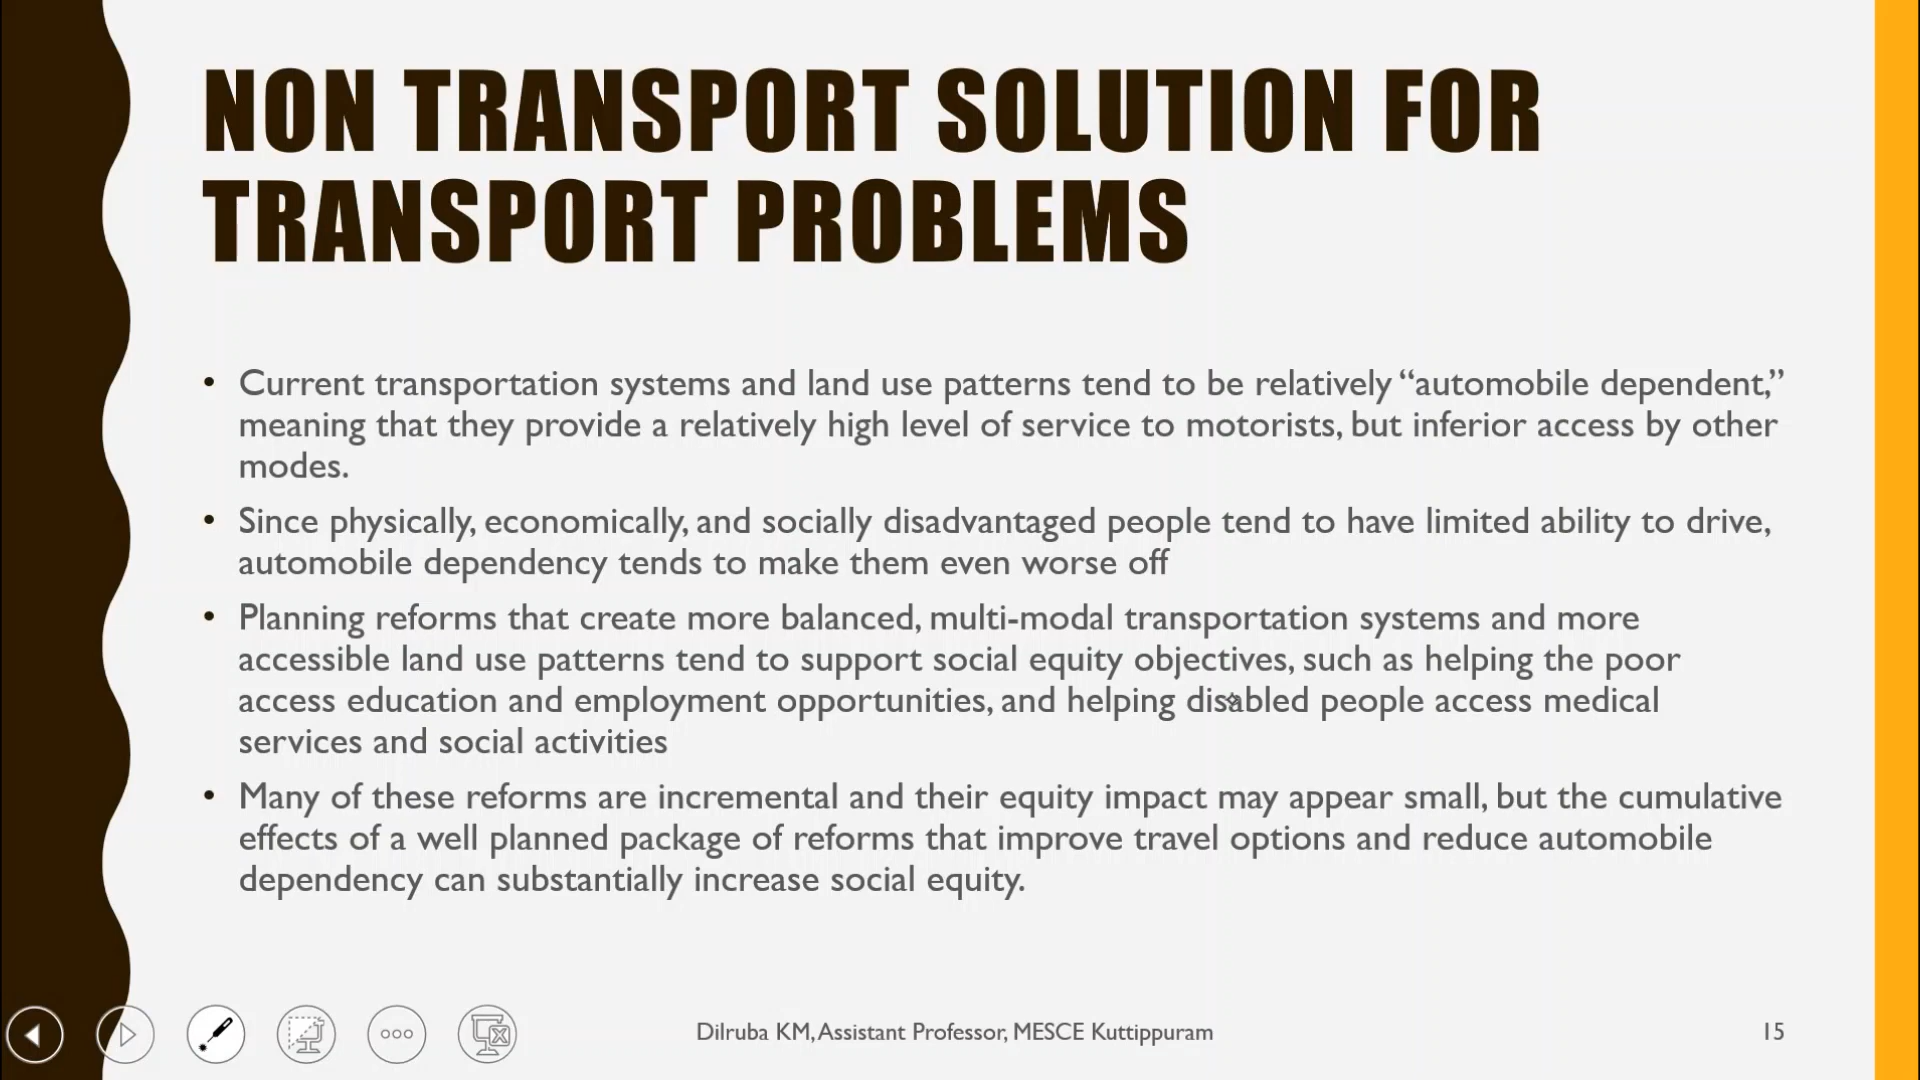 NON TRANSPORT SOLUTION FOR
TRANSPORT PROBLEMS
• Current transportation systems and land use patterns tend to be relatively “automobile dependent,”
meaning that they provide a relatively high level of service to motorists, but inferior access by other
modes.
• Since physically, economically, and socially disadvantaged people tend to have limited ability to drive,
automobile dependency tends to make them even worse off
• Planning reforms that create more balanced, multi-modal transportation systems and more
accessible land use patterns tend to support social equity objectives, such as helping the poor
access education and employment opportunities, and helping disabled people access medical
services and social activities
• Many of these reforms are incremental and their equity impact may appear small, but the cumulative
effects of a well planned package of reforms that improve travel options and reduce automobile
dependency can substantially increase social equity.
Dilruba KM, Assistant Professor, MESCE Kuttippuram
15